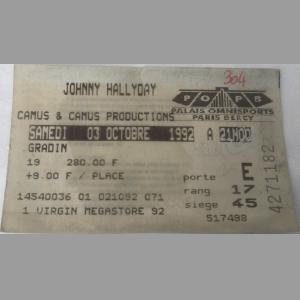 304
JOHNNY HALLYDAY
POPB
PALAIS OMNISPORTS
PARIS BERCY
CAMUS & CAMUS PRODUCTIONS
SAMEDI 03 OCTOBRE 1992 A 21H00
GRADIN
19 280.00 F
+9.00 F / PLACE
porte E
rang 17
siege 45
14540036 01 021092 071
1 VIRGIN MEGASTORE 92
517498
4271182